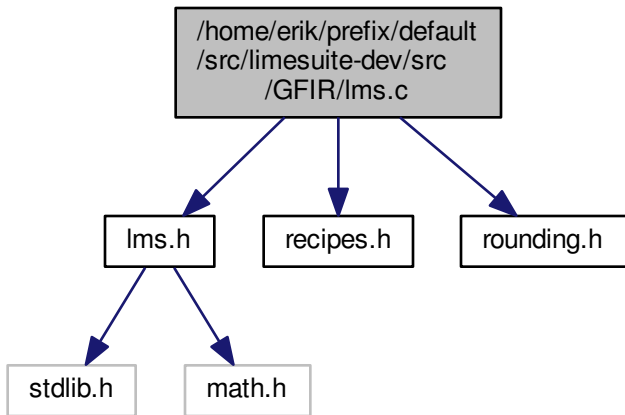 /home/erik/prefix/default
/src/limesuite-dev/src
/GFIR/lms.c
lms.h
recipes.h
rounding.h
stdlib.h
math.h